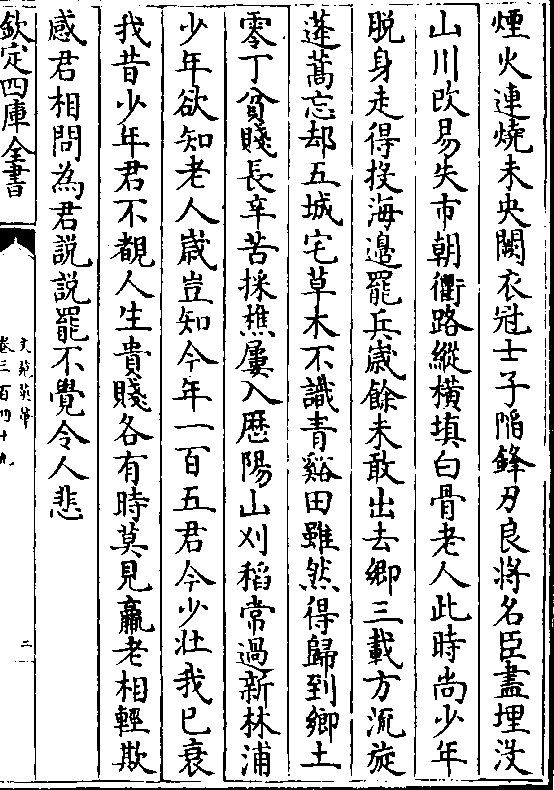 煙火連燒未央闕衣冠士子陷鋒刃良將名臣盡埋没
山川改易失市朝衢路縱横填白骨老人此時尚少年
脱身走得投海邊罷兵歳餘未敢出去鄉三載方流旋
蓬蒿忘却五城宅草木不識青谿田雖然得歸到鄉土
零丁貧賤長辛苦採樵屢入歴陽山刈稻常過新林浦
少年欲知老人歳豈知今年一百五君今少壯我已衰
我昔少年君不覩人生貴賤各有時莫見羸老相輕欺
感君相問為君説説罷不覺令人悲
欽定四庫全書
文苑英華
卷三百四十九
二